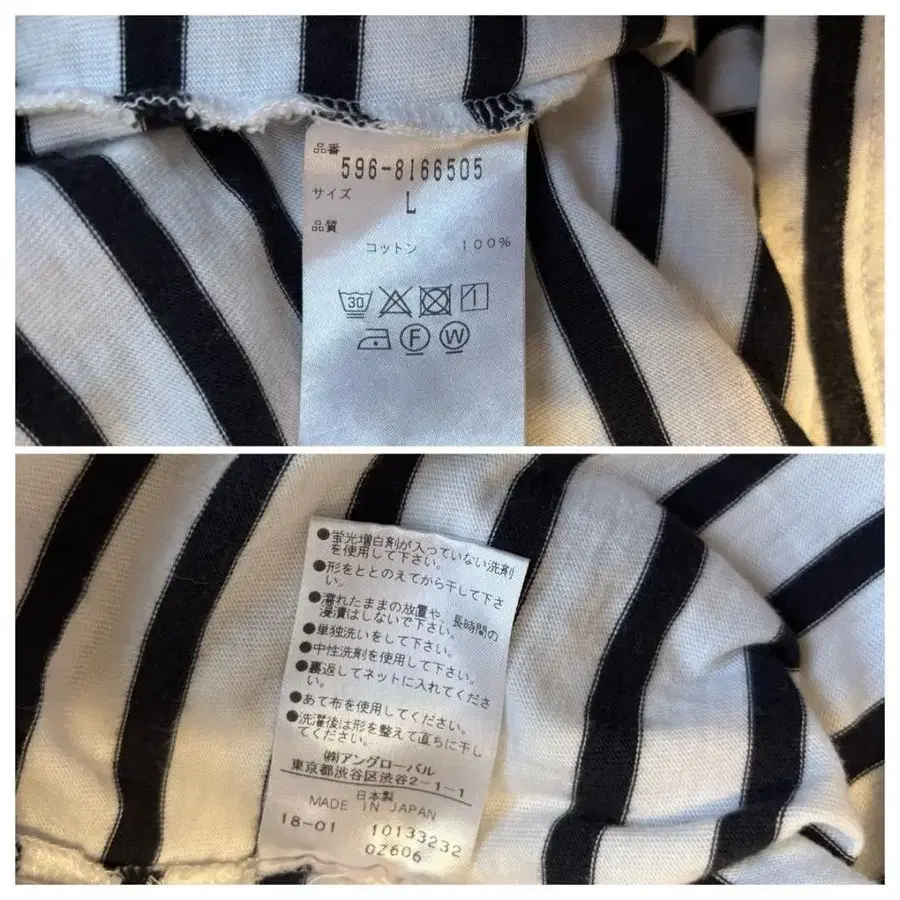 品番
596-8166505
サイズ
L
品質
コットン 100%
30
1
F W
●蛍光増白剤が入っていない洗剤
を使用して下さい。
●形をととのえてから干して下さ
い。
●濡れたままの放置や、長時間の
浸漬はしないで下さい。
●単独洗いをして下さい。
●中性洗剤を使用して下さい。
●裏返してネットに入れてくださ
い。
●あて布を使用してください。
●洗濯後は形を整えて直ちに干し
てください。
㈱アングローバル
東京都渋谷区渋谷2-1-1
日本製
MADE IN JAPAN
18-01 10133232
0Z606